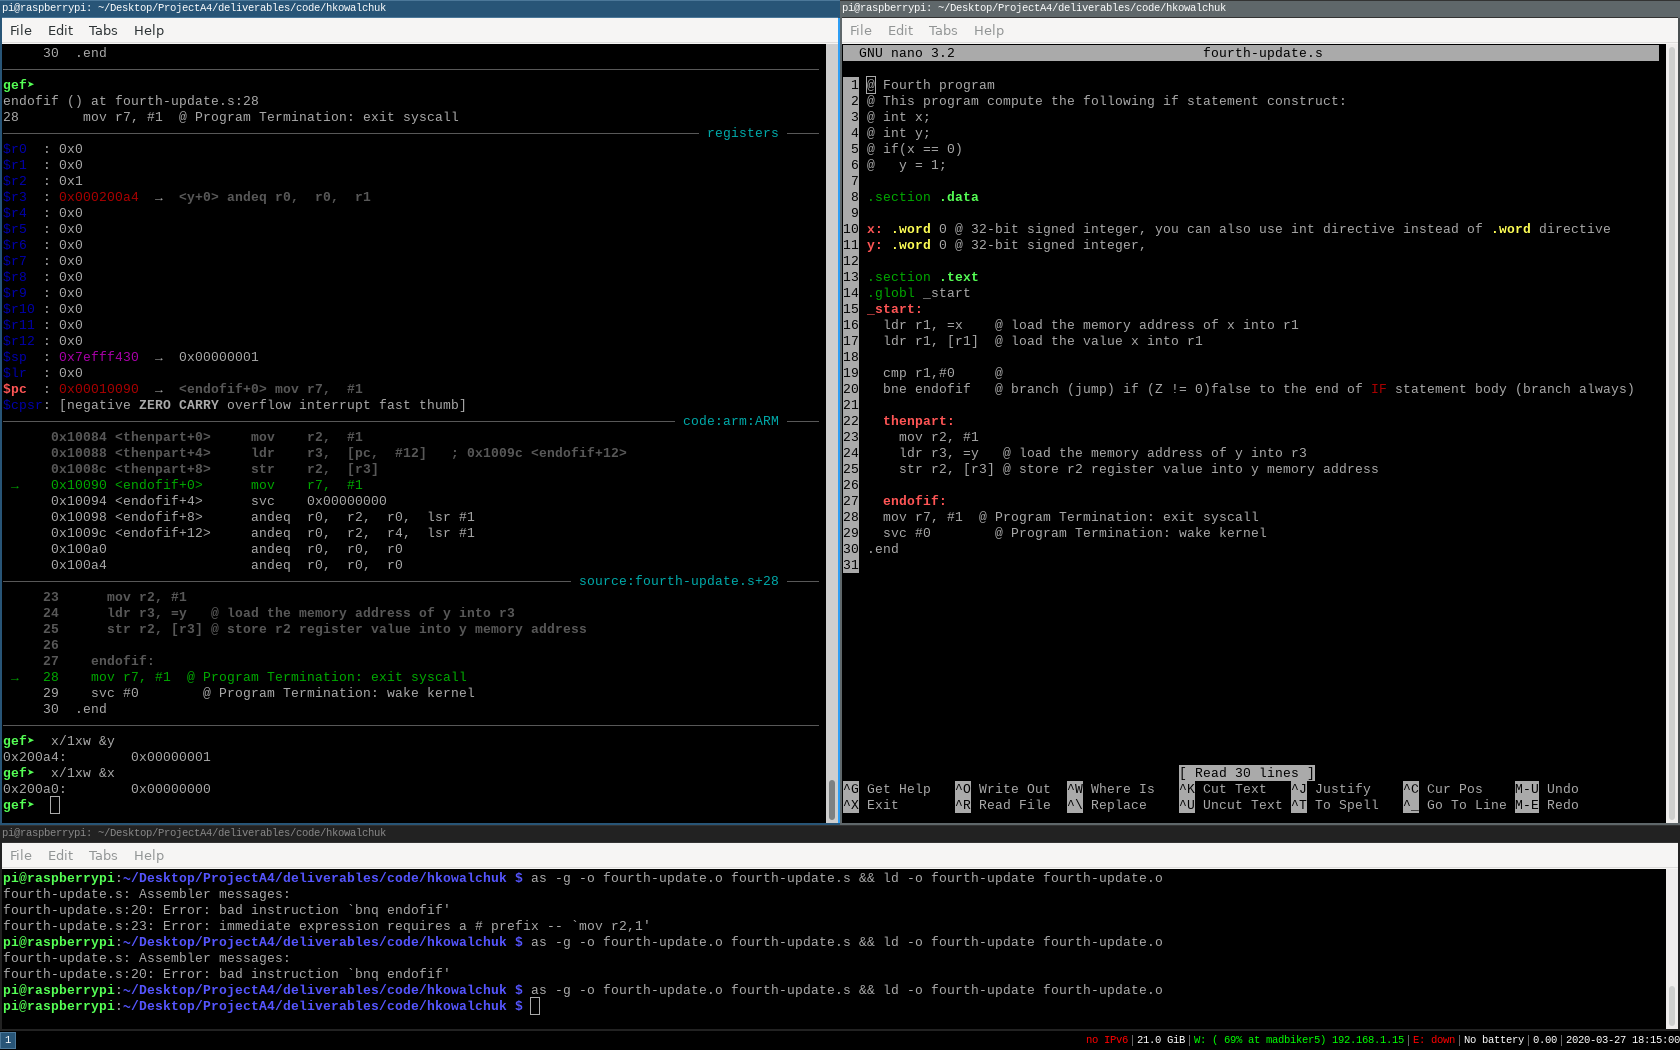 pi@raspberrypi: ~/Desktop/ProjectA4/deliverables/code/hkowalchuk
File Edit Tabs Help
30 .end
gef➤
endofif () at fourth-update.s:28
28 mov r7, #1 @ Program Termination: exit syscall
registers
$r0 : 0x0
$r1 : 0x0
$r2 : 0x1
$r3 : 0x000200a4 → <y+0> andeq r0, r0, r1
$r4 : 0x0
$r5 : 0x0
$r6 : 0x0
$r7 : 0x0
$r8 : 0x0
$r9 : 0x0
$r10 : 0x0
$r11 : 0x0
$r12 : 0x0
$sp : 0x7efff430 → 0x00000001
$lr : 0x0
$pc : 0x00010090 → <endofif+0> mov r7, #1
$cpsr: [negative ZERO CARRY overflow interrupt fast thumb]
code:arm:ARM
0x10084 <thenpart+0> mov r2, #1
0x10088 <thenpart+4> ldr r3, [pc, #12] ; 0x1009c <endofif+12>
0x1008c <thenpart+8> str r2, [r3]
→ 0x10090 <endofif+0> mov r7, #1
0x10094 <endofif+4> svc 0x00000000
0x10098 <endofif+8> andeq r0, r2, r0, lsr #1
0x1009c <endofif+12> andeq r0, r2, r4, lsr #1
0x100a0 andeq r0, r0, r0
0x100a4 andeq r0, r0, r0
source:fourth-update.s+28
23 mov r2, #1
24 ldr r3, =y @ load the memory address of y into r3
25 str r2, [r3] @ store r2 register value into y memory address
26
27 endofif:
→ 28 mov r7, #1 @ Program Termination: exit syscall
29 svc #0 @ Program Termination: wake kernel
30 .end
gef➤ x/1xw &y
0x200a4: 0x00000001
gef➤ x/1xw &x
0x200a0: 0x00000000
gef➤
pi@raspberrypi: ~/Desktop/ProjectA4/deliverables/code/hkowalchuk
File Edit Tabs Help
GNU nano 3.2 fourth-update.s
1 @ Fourth program
2 @ This program compute the following if statement construct:
3 @ int x;
4 @ int y;
5 @ if(x == 0)
6 @ y = 1;
7
8 .section .data
9
10 x: .word 0 @ 32-bit signed integer, you can also use int directive instead of .word directive
11 y: .word 0 @ 32-bit signed integer,
12
13 .section .text
14 .globl _start
15 _start:
16 ldr r1, =x @ load the memory address of x into r1
17 ldr r1, [r1] @ load the value x into r1
18
19 cmp r1,#0 @
20 bne endofif @ branch (jump) if (Z != 0)false to the end of IF statement body (branch always)
21
22 thenpart:
23 mov r2, #1
24 ldr r3, =y @ load the memory address of y into r3
25 str r2, [r3] @ store r2 register value into y memory address
26
27 endofif:
28 mov r7, #1 @ Program Termination: exit syscall
29 svc #0 @ Program Termination: wake kernel
30 .end
31
[ Read 30 lines ]
^G Get Help ^O Write Out ^W Where Is ^K Cut Text ^J Justify ^C Cur Pos M-U Undo
^X Exit ^R Read File ^\ Replace ^U Uncut Text ^T To Spell ^_ Go To Line M-E Redo
pi@raspberrypi: ~/Desktop/ProjectA4/deliverables/code/hkowalchuk
File Edit Tabs Help
pi@raspberrypi:~/Desktop/ProjectA4/deliverables/code/hkowalchuk $ as -g -o fourth-update.o fourth-update.s && ld -o fourth-update fourth-update.o
fourth-update.s: Assembler messages:
fourth-update.s:20: Error: bad instruction `bnq endofif'
fourth-update.s:23: Error: immediate expression requires a # prefix -- `mov r2,1'
pi@raspberrypi:~/Desktop/ProjectA4/deliverables/code/hkowalchuk $ as -g -o fourth-update.o fourth-update.s && ld -o fourth-update fourth-update.o
fourth-update.s: Assembler messages:
fourth-update.s:20: Error: bad instruction `bnq endofif'
pi@raspberrypi:~/Desktop/ProjectA4/deliverables/code/hkowalchuk $ as -g -o fourth-update.o fourth-update.s && ld -o fourth-update fourth-update.o
pi@raspberrypi:~/Desktop/ProjectA4/deliverables/code/hkowalchuk $
1 no IPv6|21.0 GiB|W: ( 69% at madbiker5) 192.168.1.15|E: down|No battery|0.00|2020-03-27 18:15:00